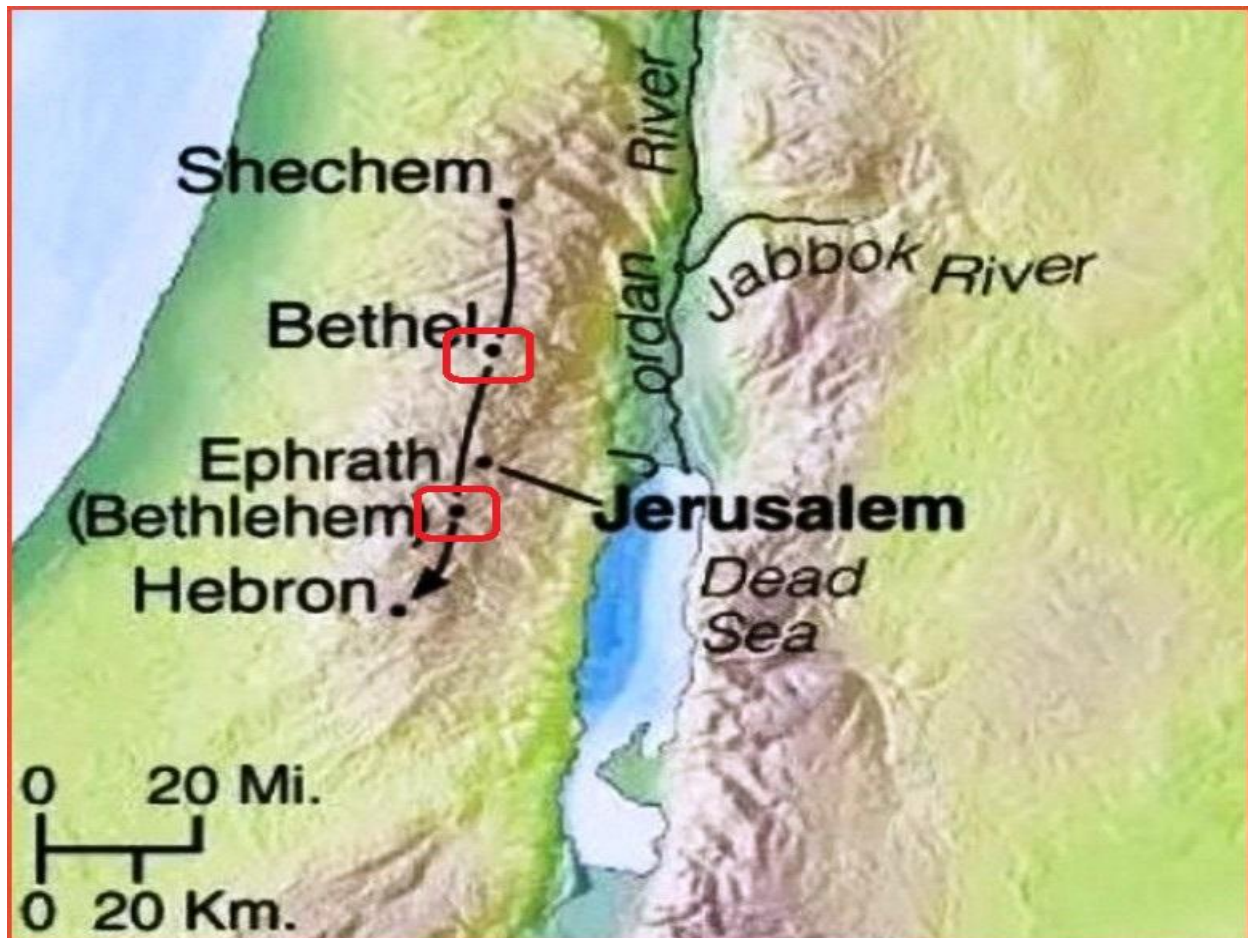 Shechem
Bethel
Ephrath
(Bethlehem)
Hebron
Jerusalem
Jordan River
Jabbok River
Dead
Sea
0 20 Mi.
0 20 Km.